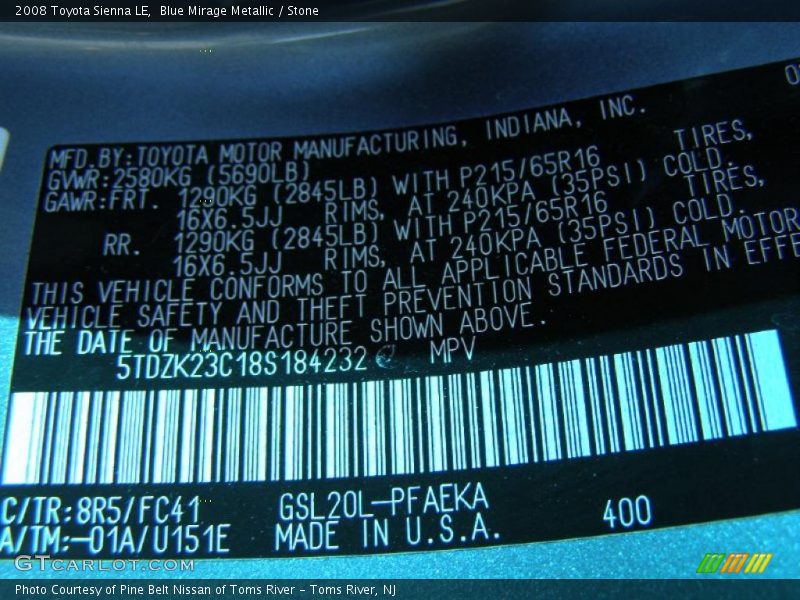 2008 Toyota Sienna LE,  Blue Mirage Metallic / Stone
MFD.BY:TOYOTA MOTOR MANUFACTURING, INDIANA, INC.
GVWR:2580KG (5690LB)
GAWR:FRT. 1290KG (2845LB) WITH P215/65R16 TIRES,
16X6.5JJ RIMS, AT 240KPA (35PSI) COLD.
RR. 1290KG (2845LB) WITH P215/65R16 TIRES,
16X6.5JJ RIMS, AT 240KPA (35PSI) COLD.
THIS VEHICLE CONFORMS TO ALL APPLICABLE FEDERAL MOTOR
VEHICLE SAFETY AND THEFT PREVENTION STANDARDS IN EFFE
THE DATE OF MANUFACTURE SHOWN ABOVE.
5TDZK23C18S184232 MPV
C/TR:8R5/FC41 GSL20L-PFAEKA 400
A/TM:-01A/U151E MADE IN U.S.A.
GTCARLOT.COM
Photo Courtesy of Pine Belt Nissan of Toms River – Toms River, NJ